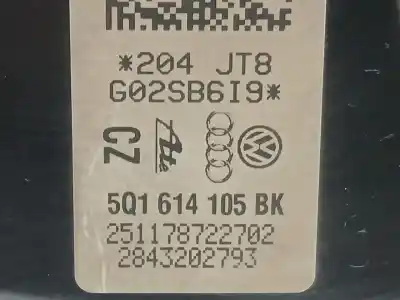 *204 JT8
G02SB6I9*
CZ Ate
5Q1 614 105 BK
251178722702
2843202793